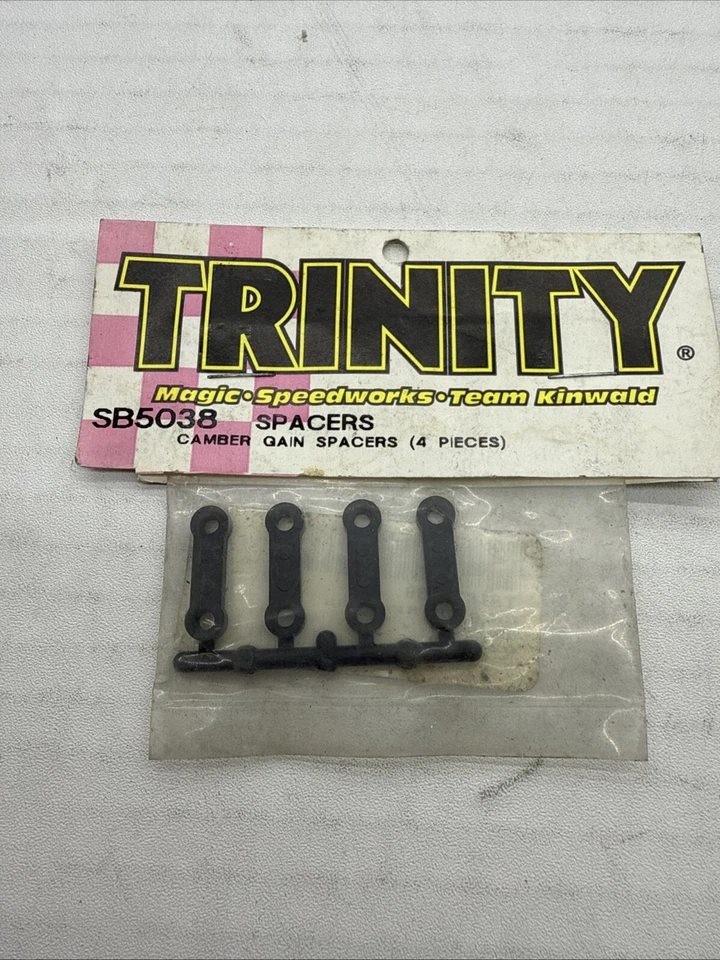 TRINITY®
Magic•Speedworks•Team Kinwald
SB5038 SPACERS
CAMBER GAIN SPACERS (4 PIECES)